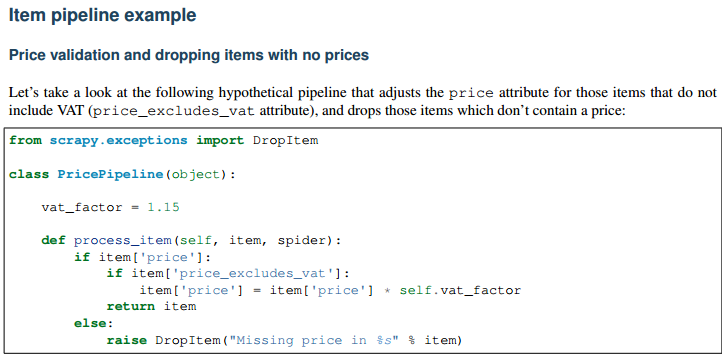 Item pipeline example
Price validation and dropping items with no prices
Let's take a look at the following hypothetical pipeline that adjusts the price attribute for those items that do not
include VAT (price_excludes_vat attribute), and drops those items which don't contain a price:
from scrapy.exceptions import DropItem
class PricePipeline(object):
    vat_factor = 1.15
    def process_item(self, item, spider):
        if item['price']:
            if item['price_excludes_vat']:
                item['price'] = item['price'] * self.vat_factor
            return item
        else:
            raise DropItem("Missing price in %s" % item)